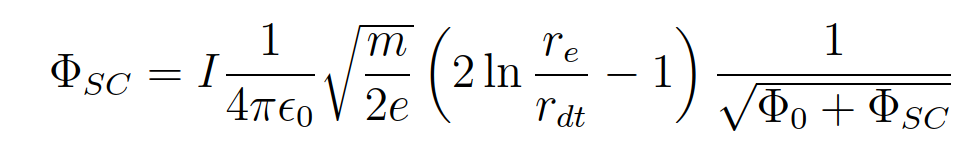 $\Phi_{SC} = I \frac{1}{4\pi\epsilon_0} \sqrt{\frac{m}{2e}} \left( 2 \ln \frac{r_e}{r_{dt}} - 1 \right) \frac{1}{\sqrt{\Phi_0 + \Phi_{SC}}}$